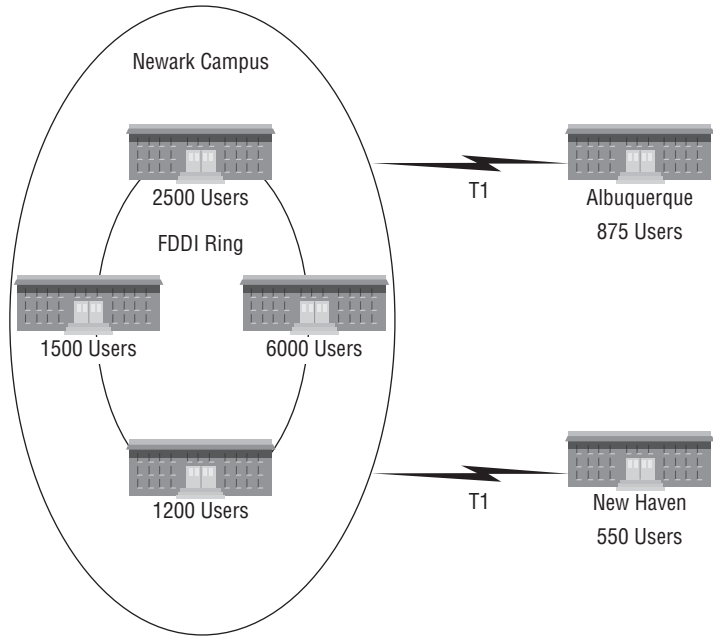 Newark Campus
2500 Users
FDDI Ring
1500 Users
6000 Users
1200 Users
T1
Albuquerque
875 Users
T1
New Haven
550 Users